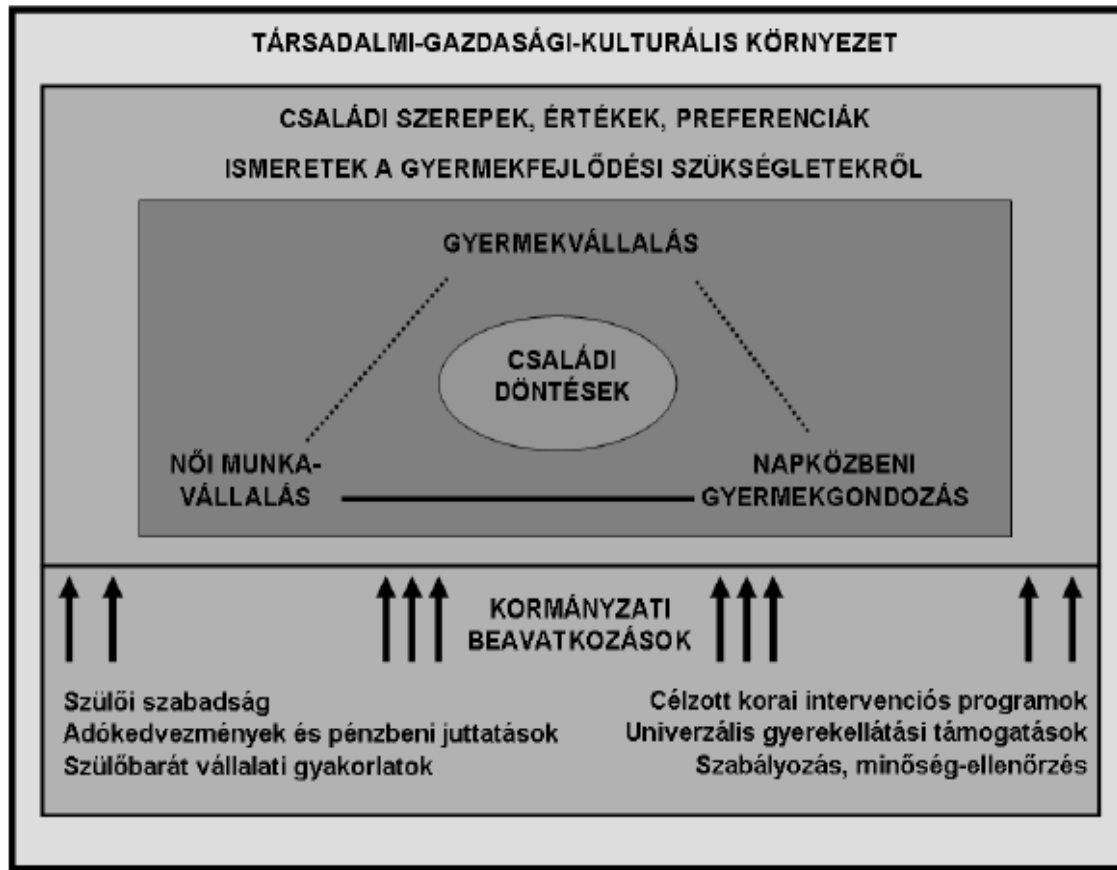 TÁRSADALMI-GAZDASÁGI-KULTURÁLIS KÖRNYEZET
CSALÁDI SZEREPEK, ÉRTÉKEK, PREFERENCIÁK
ISMERETEK A GYERMEKFEJLŐDÉSI SZÜKSÉGLETEKRŐL
GYERMEKVÁLLALÁS
CSALÁDI
DÖNTÉSEK
NŐI MUNKA-
VÁLLALÁS
NAPKÖZBENI
GYERMEKGONDOZÁS
KORMÁNYZATI
BEAVATKOZÁSOK
Szülői szabadság
Adókedvezmények és pénzbeni juttatások
Szülőbarát vállalati gyakorlatok
Célzott korai intervenciós programok
Univerzális gyerekellátási támogatások
Szabályozás, minőség-ellenőrzés